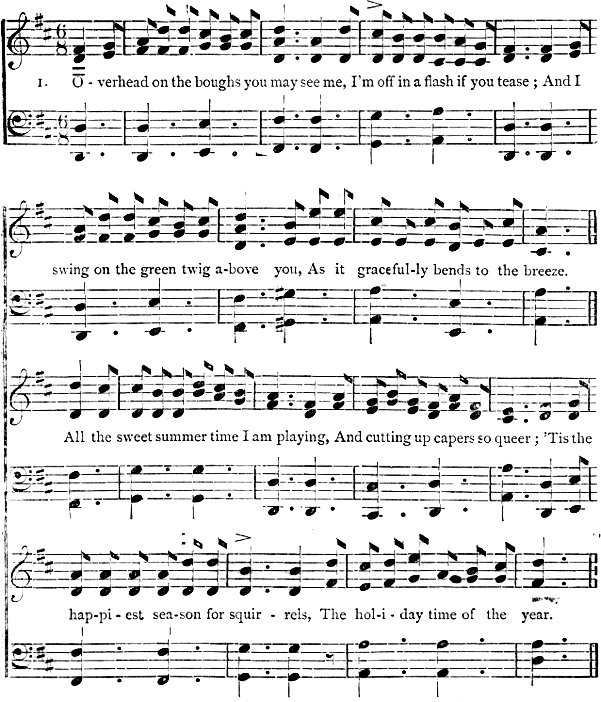 1. O - verhead on the boughs you may see me, I'm off in a flash if you tease ; And I
swing on the green twig a-bove you, As it graceful-ly bends to the breeze.
All the sweet summer time I am playing, And cutting up capers so queer ; 'Tis the
hap-pi - est sea-son for squir - rels, The hol-i - day time of the year.